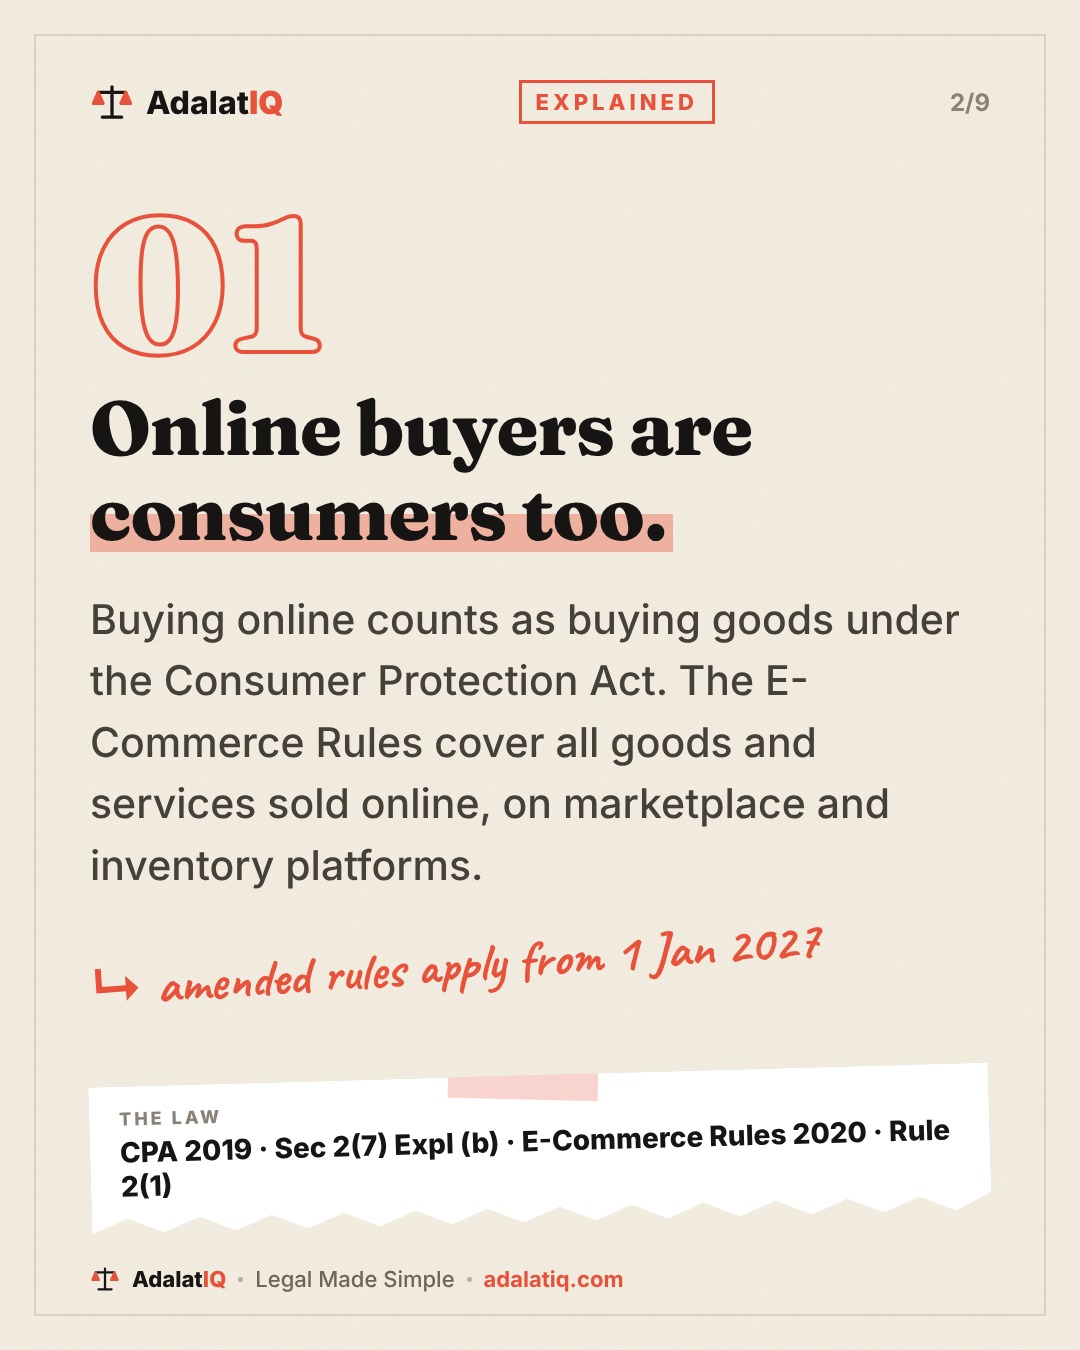 AdalatIQ
EXPLAINED
2/9
01
Online buyers are
consumers too.
Buying online counts as buying goods under
the Consumer Protection Act. The E-
Commerce Rules cover all goods and
services sold online, on marketplace and
inventory platforms.
↳ amended rules apply from 1 Jan 2027
THE LAW
CPA 2019 · Sec 2(7) Expl (b) · E-Commerce Rules 2020 · Rule
2(1)
AdalatIQ • Legal Made Simple • adalatiq.com